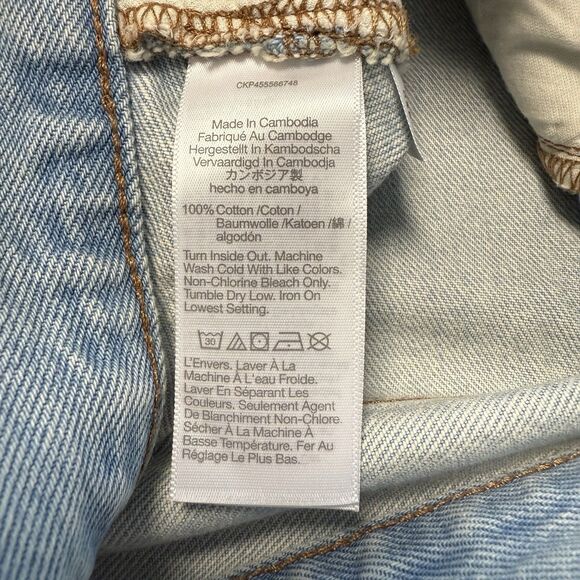 CKP455566748
Made In Cambodia
Fabriqué Au Cambodge
Hergestellt In Kambodscha
Vervaardigd In Cambodja
カンボジア製
hecho en camboya
100% Cotton /Coton /
Baumwolle /Katoen /綿 /
algodón
Turn Inside Out. Machine
Wash Cold With Like Colors.
Non-Chlorine Bleach Only.
Tumble Dry Low. Iron On
Lowest Setting.
30
L'Envers. Laver À La
Machine À L'eau Froide.
Laver En Séparant Les
Couleurs. Seulement Agent
De Blanchiment Non-Chlore.
Sécher À La Machine À
Basse Température. Fer Au
Réglage Le Plus Bas.